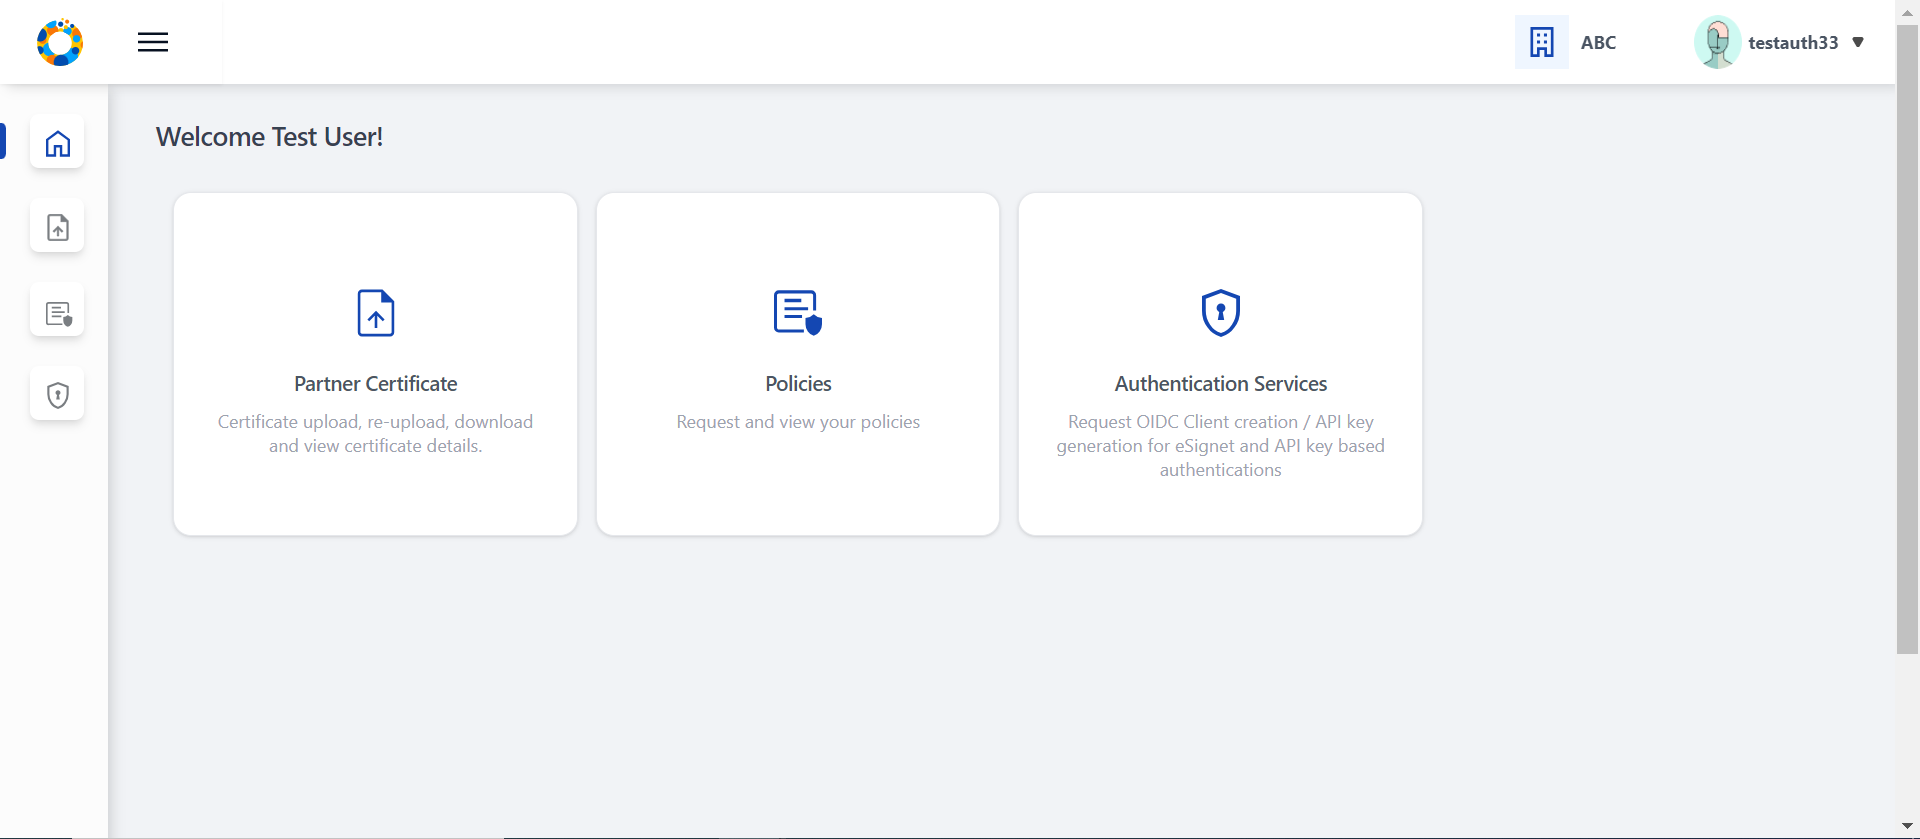 ABC
testauth33
Welcome Test User!
Partner Certificate
Certificate upload, re-upload, download
and view certificate details.
Policies
Request and view your policies
Authentication Services
Request OIDC Client creation / API key
generation for eSignet and API key based
authentications